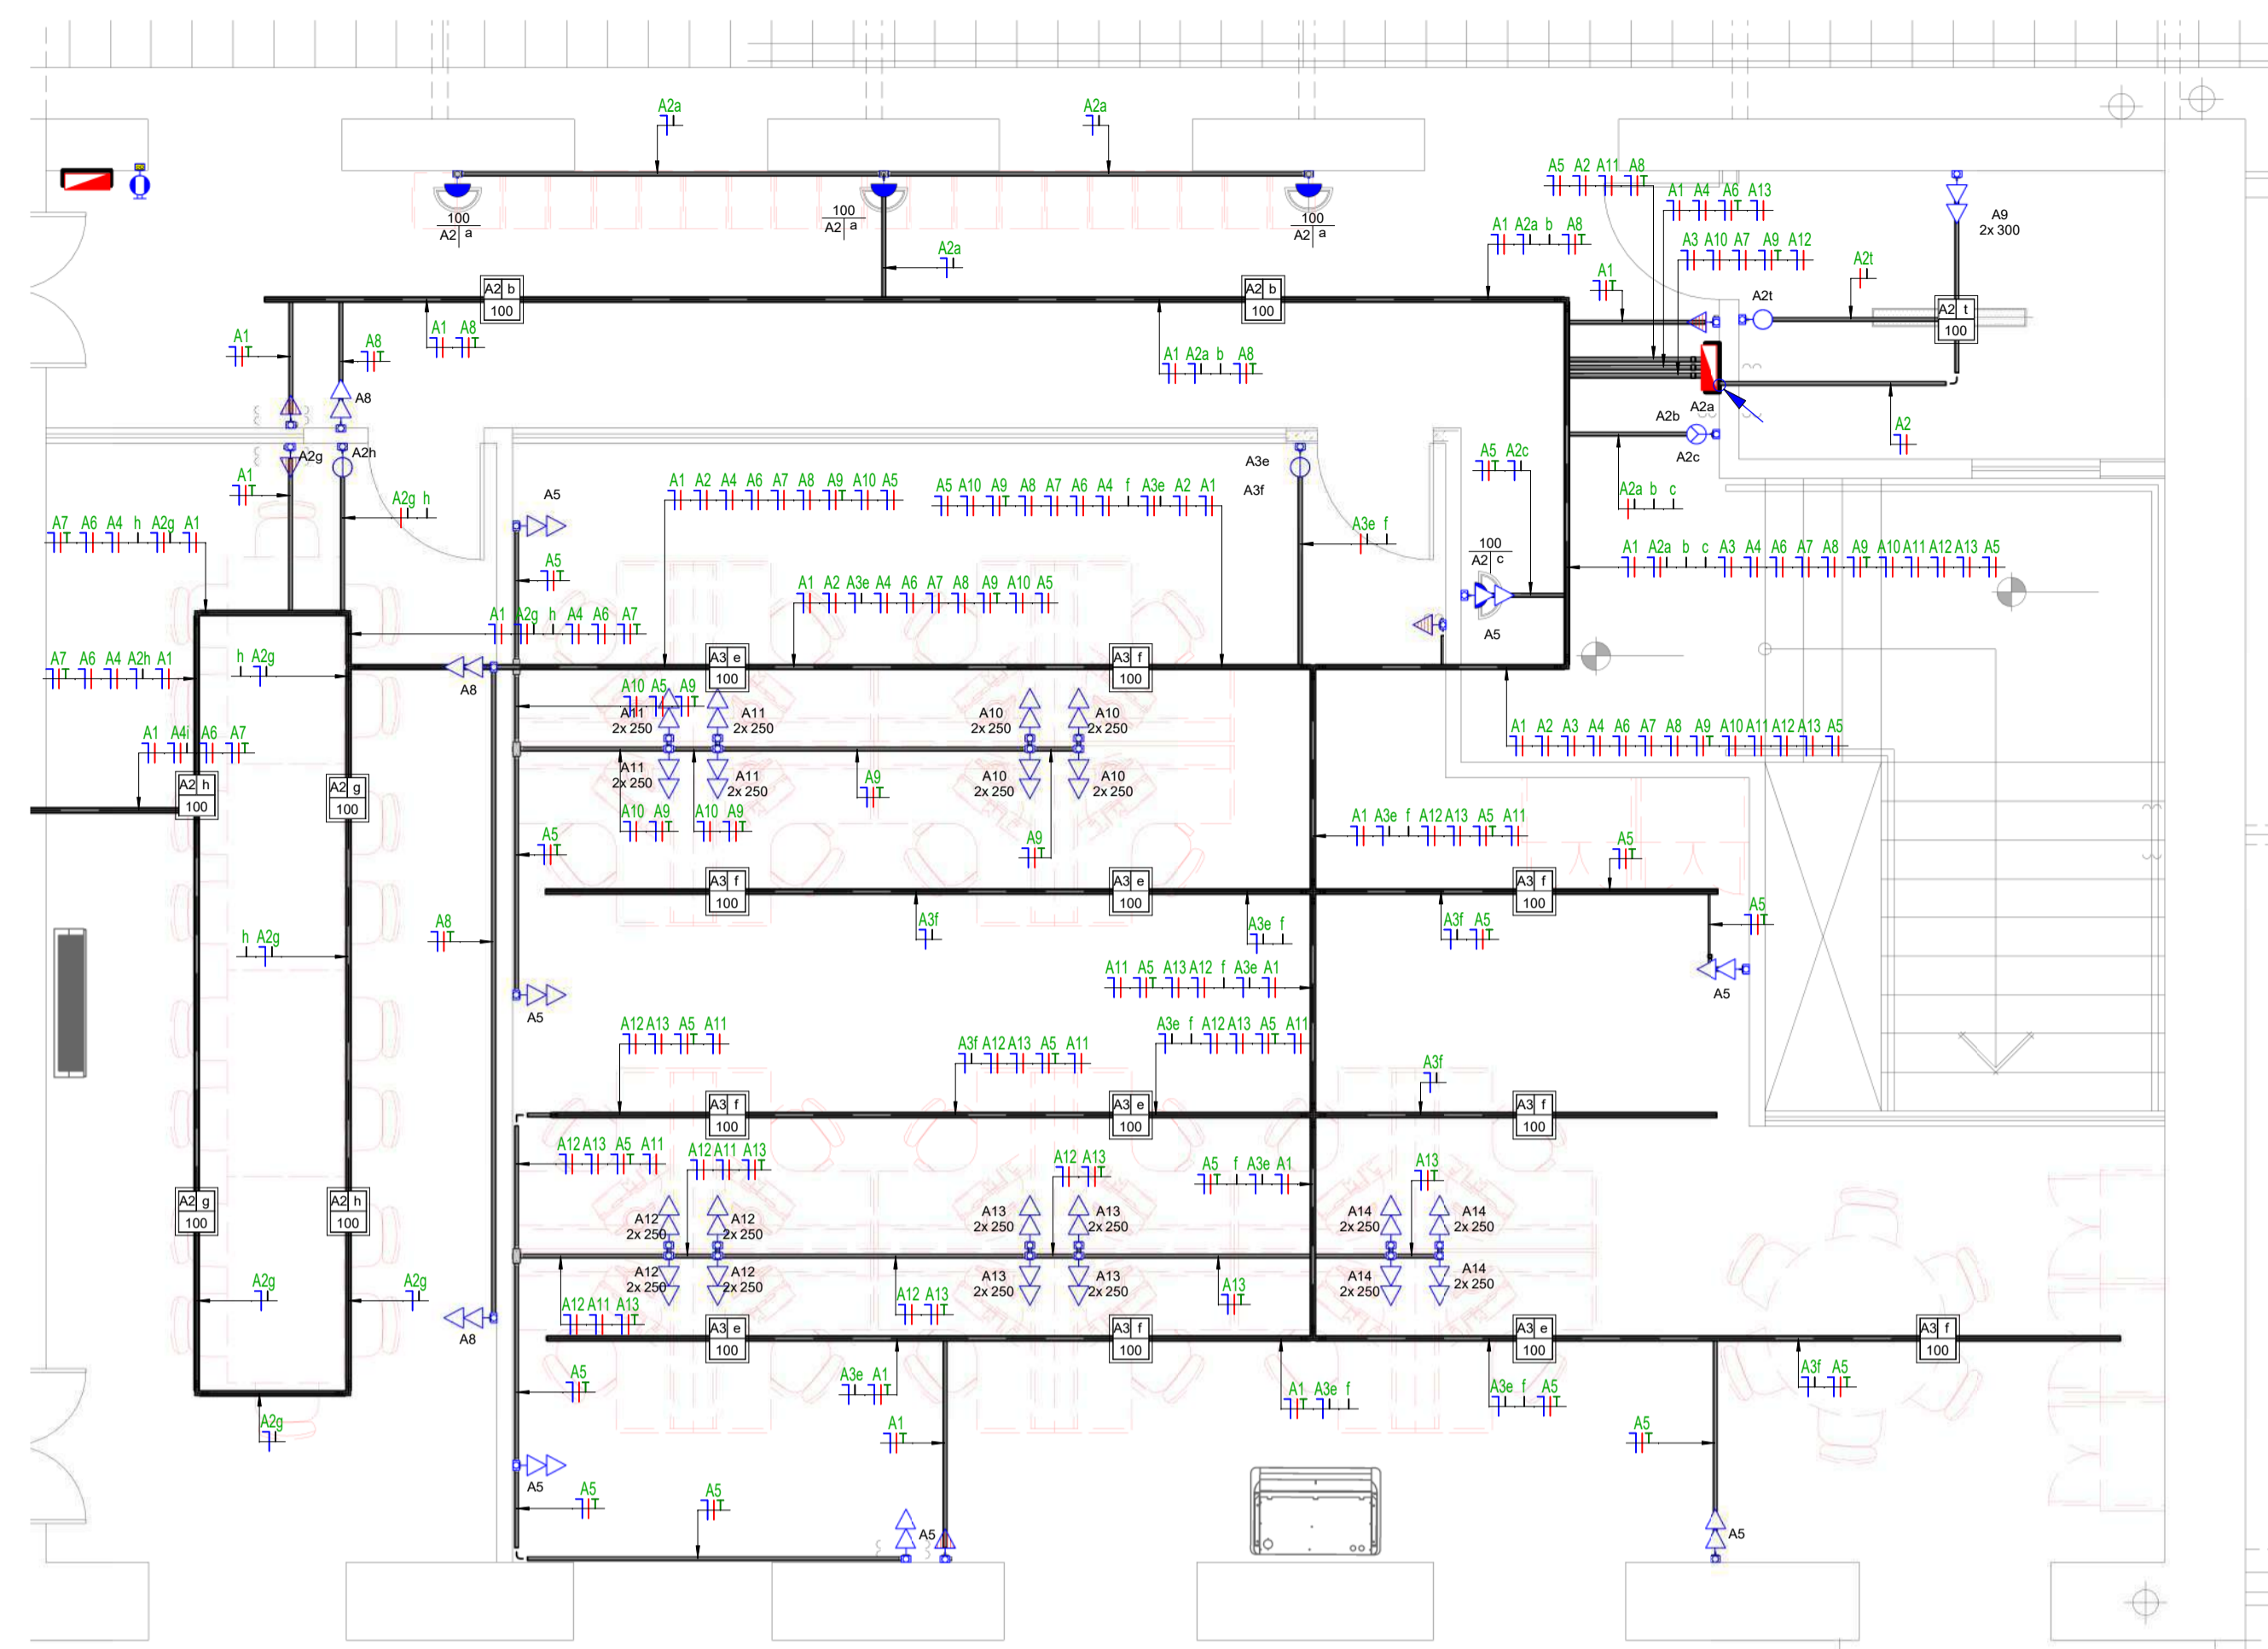 A2a
A2a
A5 A2 A11 A8
A1 A4 A6 A13
A3 A10 A7 A9 A12
A1 A2a b A8
A9
2x 300
100
A2 a
100
A2 a
100
A2 a
A2a
A2t
A1
A2t
A2 b
100
A2 b
100
A2 t
100
A1
A1 A8
A8
A1 A2a b A8
A8
A2a
A2b
A2c
A2
A2g
A2h
A3e
A3f
A5 A2c
A1
A2g h
A5
A1 A2 A4 A6 A7 A8 A9 A10 A5
A5 A10 A9 A8 A7 A6 A4 f A3e A2 A1
A2a b c
A7 A6 A4 h A2g A1
A3e f
100
A2 c
A5
A1 A2a b c A3 A4 A6 A7 A8 A9 A10 A11 A12 A13 A5
A1 A2 A3e A4 A6 A7 A8 A9 A10 A5
A1 A2g h A4 A6 A7
A5
A7 A6 A4 A2h A1
h A2g
A8
A3 e
100
A3 f
100
A10 A5 A9
A11
2x 250
A11
2x 250
A10
2x 250
A10
2x 250
A1 A4i A6 A7
A1 A2 A3 A4 A6 A7 A8 A9 A10 A11 A12 A13 A5
A11
2x 250
A11
2x 250
A9
A10
2x 250
A10
2x 250
A2 h
100
A2 g
100
A10 A9
A10 A9
A9
A1 A3e f A12 A13 A5 A11
A5
A5
A3 f
100
A3 e
100
A3 f
100
A8
A3f
A3e f
A3f A5
A5
h A2g
A11 A5 A13 A12 f A3e A1
A5
A5
A12 A13 A5 A11
A3f A12 A13 A5 A11
A3e f A12 A13 A5 A11
A3f
A3 f
100
A3 e
100
A3 f
100
A12 A13 A5 A11
A12 A11 A13
A12 A13
A5 f A3e A1
A13
A2 g
100
A2 h
100
A12
2x 250
A12
2x 250
A13
2x 250
A13
2x 250
A14
2x 250
A14
2x 250
A12
2x 250
A12
2x 250
A13
2x 250
A13
2x 250
A14
2x 250
A14
2x 250
A2g
A2g
A12 A11 A13
A12 A13
A13
A8
A3 e
100
A3 f
100
A3 e
100
A3 f
100
A5
A3e A1
A1 A3e f
A3e f A5
A3f A5
A2g
A1
A5
A5
A5
A5
A5
A5